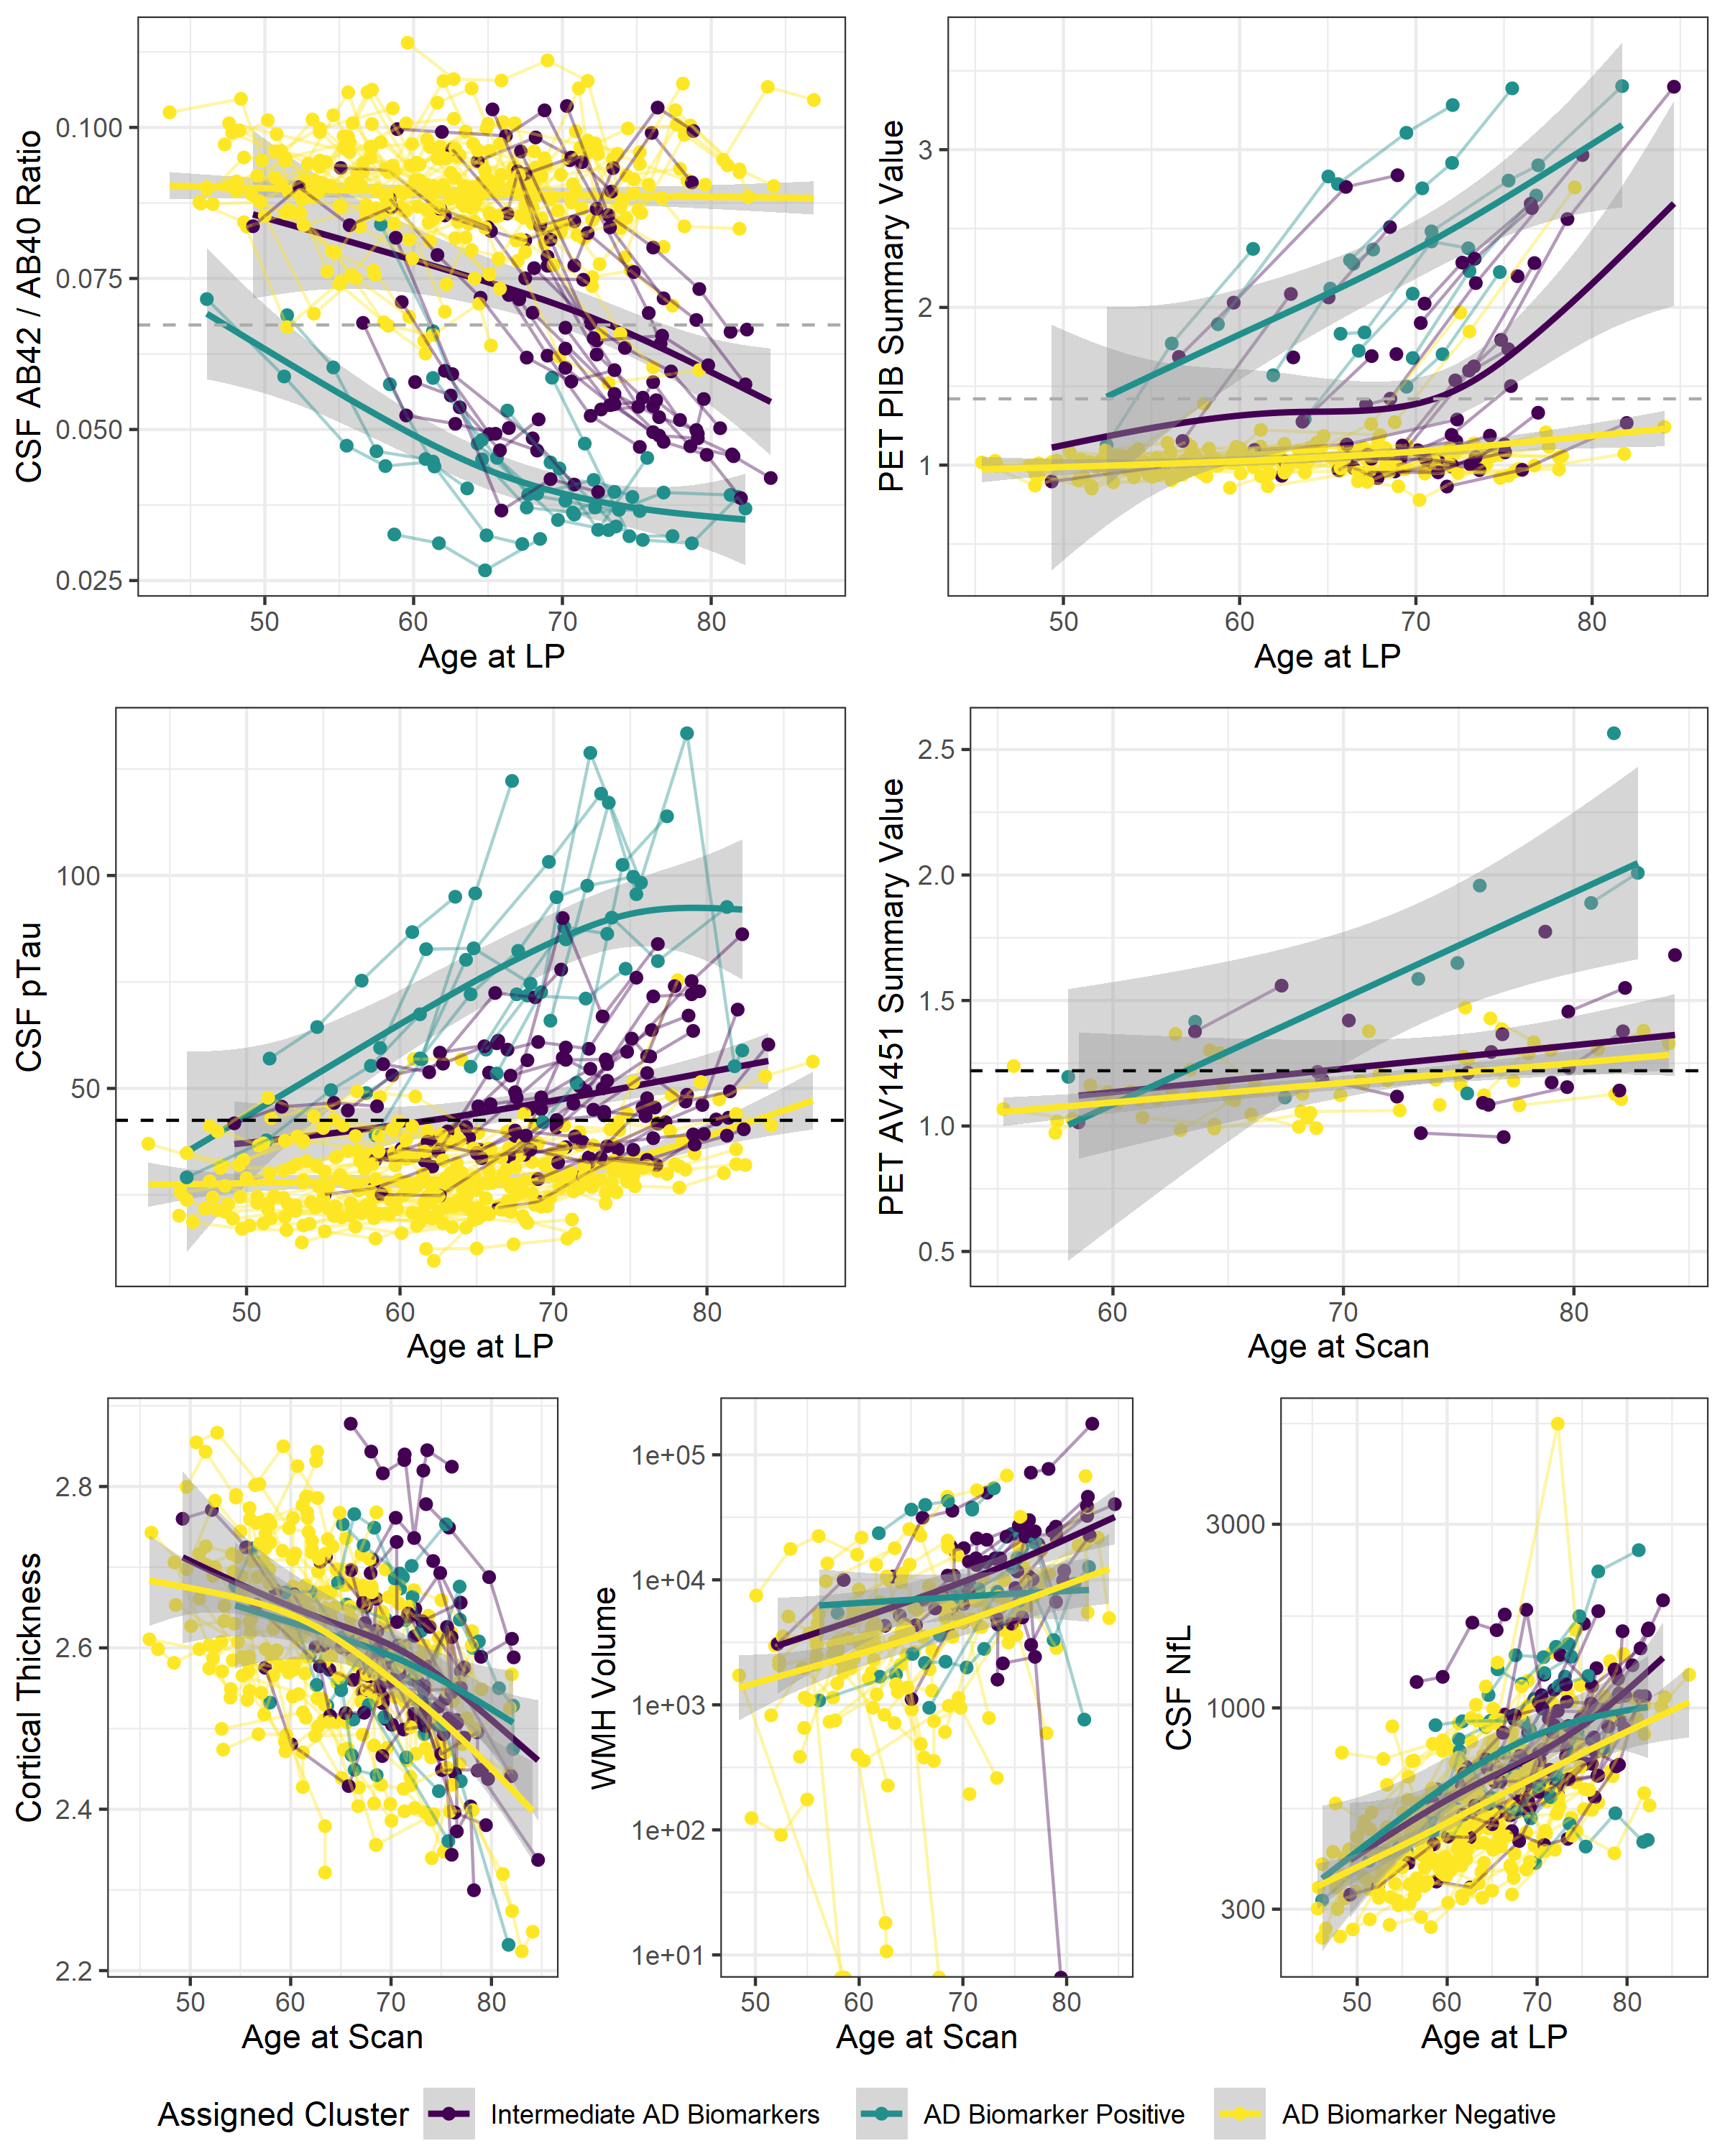 CSF AB42 / AB40 Ratio
0.100
0.075
0.050
0.025
50 60 70 80
Age at LP
PET PIB Summary Value
3
2
1
50 60 70 80
Age at LP
CSF pTau
100
50
50 60 70 80
Age at LP
PET AV1451 Summary Value
2.5
2.0
1.5
1.0
0.5
60 70 80
Age at Scan
Cortical Thickness
2.8
2.6
2.4
2.2
50 60 70 80
Age at Scan
WMH Volume
1e+05
1e+04
1e+03
1e+02
1e+01
50 60 70 80
Age at Scan
CSF NfL
3000
1000
300
50 60 70 80
Age at LP
Assigned Cluster Intermediate AD Biomarkers AD Biomarker Positive AD Biomarker Negative